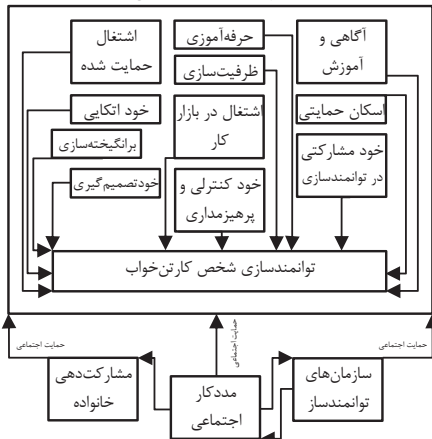 آگاهی و
آموزش
حرفه‌آموزی
اشتغال
حمایت شده
ظرفیت‌سازی
اسکان حمایتی
اشتغال در بازار
کار
خود اتکایی
خود مشارکتی
در توانمندسازی
برانگیخته‌سازی
خود کنترلی و
پرهیزمداری
خودتصمیم‌گیری
توانمندسازی شخص کارتن‌خواب
حمایت اجتماعی
حمایت اجتماعی
حمایت اجتماعی
سازمان‌های
توانمندساز
مددکار
اجتماعی
مشارکت‌دهی
خانواده